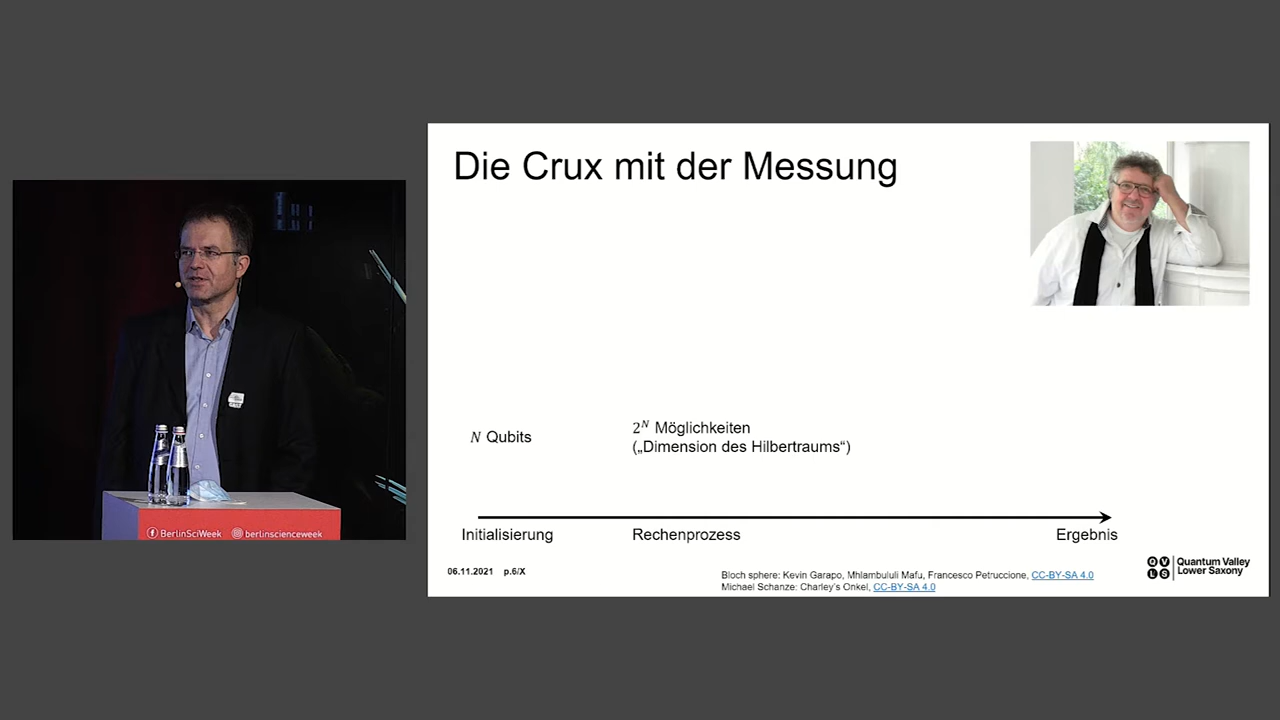 Die Crux mit der Messung
N Qubits
2^N Möglichkeiten
(„Dimension des Hilbertraums“)
Initialisierung
Rechenprozess
Ergebnis
06.11.2021 p.6/X
Bloch sphere: Kevin Garapo, Mhlambululi Mafu, Francesco Petruccione, CC-BY-SA 4.0
Michael Schanze: Charley's Onkel, CC-BY-SA 4.0
QVLS
Quantum Valley
Lower Saxony
BerlinSciWeek
berlinscienceweek